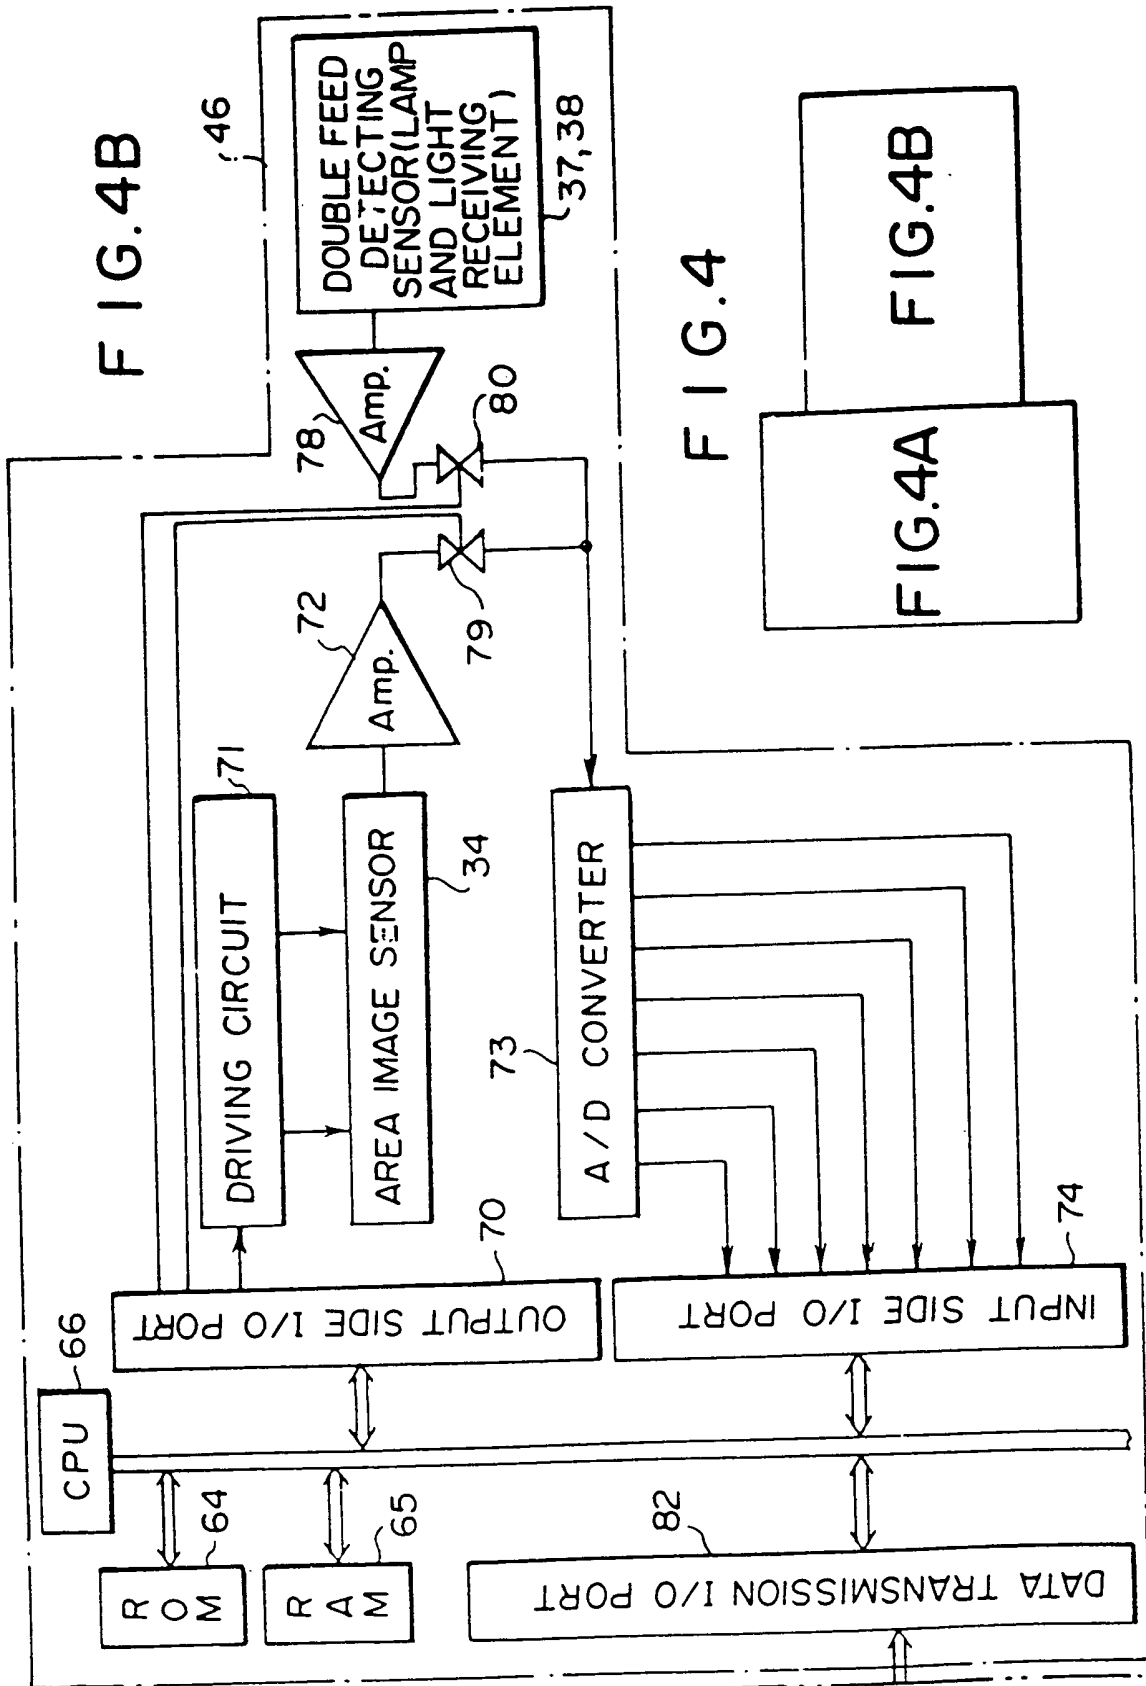 FIG.4B
46
DOUBLE FEED
DETECTING
SENSOR(LAMP
AND LIGHT
RECEIVING
ELEMENT)
37,38
78
Amp.
80
72
Amp.
79
71
DRIVING CIRCUIT
AREA IMAGE SENSOR
34
73
A/D CONVERTER
70
OUTPUT SIDE I/O PORT
74
INPUT SIDE I/O PORT
66
CPU
64
ROM
65
RAM
82
DATA TRANSMISSION I/O PORT
FIG.4
FIG.4A
FIG.4B